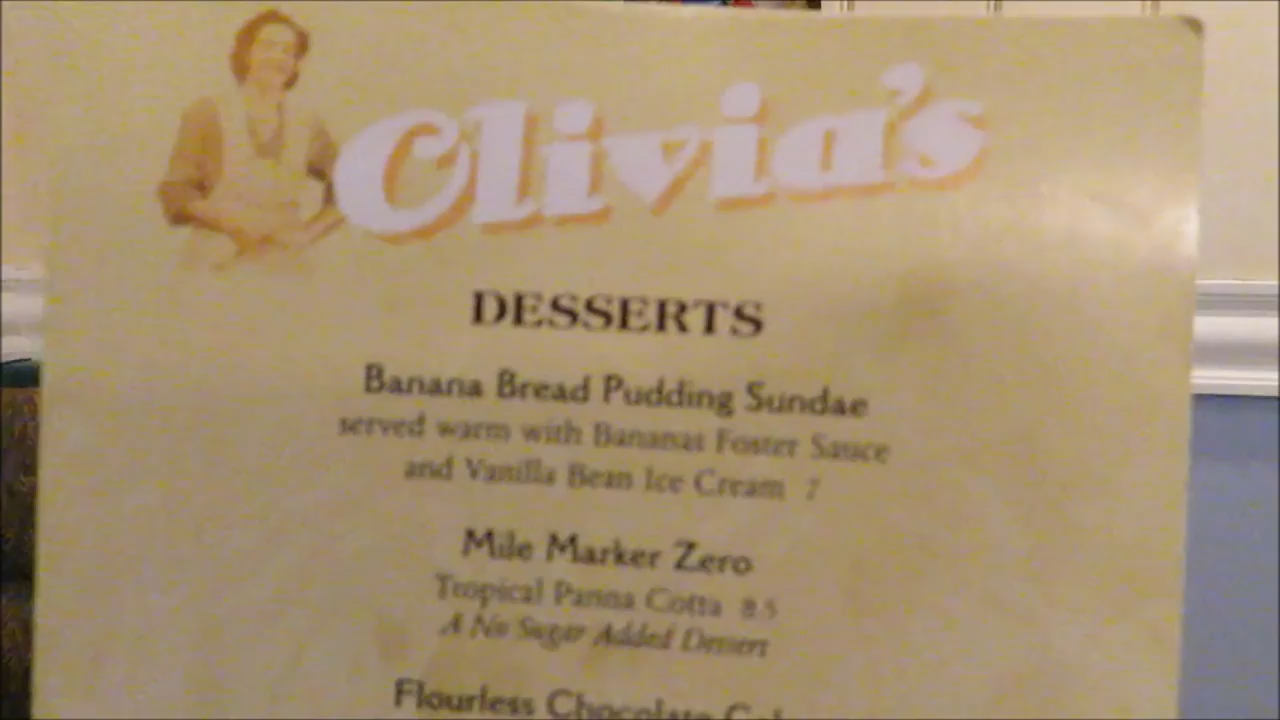 Olivia's
DESSERTS
Banana Bread Pudding Sundae
served warm with Bananas Foster Sauce
and Vanilla Bean Ice Cream 7
Mile Marker Zero
Tropical Panna Cotta 8.5
A No Sugar Added Dessert
Flourless Chocolate